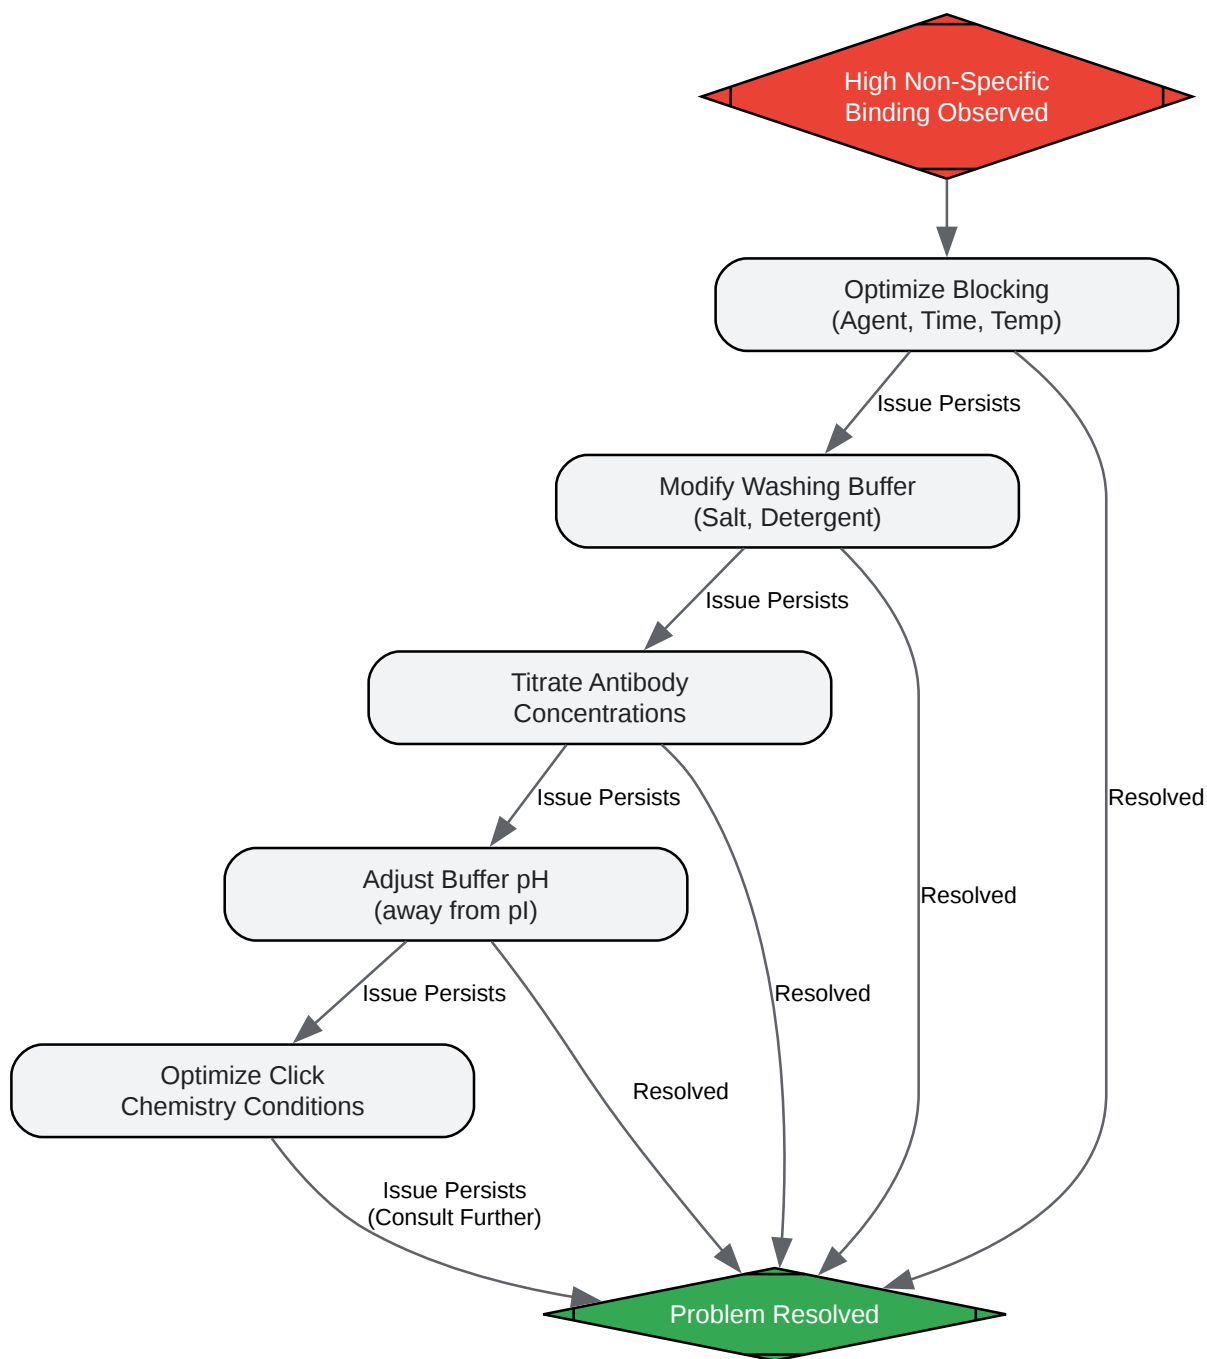 High Non-Specific
Binding Observed
Optimize Blocking
(Agent, Time, Temp)
Issue Persists
Modify Washing Buffer
(Salt, Detergent)
Issue Persists
Titrate Antibody
Concentrations
Issue Persists
Resolved
Adjust Buffer pH
(away from pI)
Resolved
Issue Persists
Resolved
Optimize Click
Chemistry Conditions
Resolved
Issue Persists
(Consult Further)
Problem Resolved